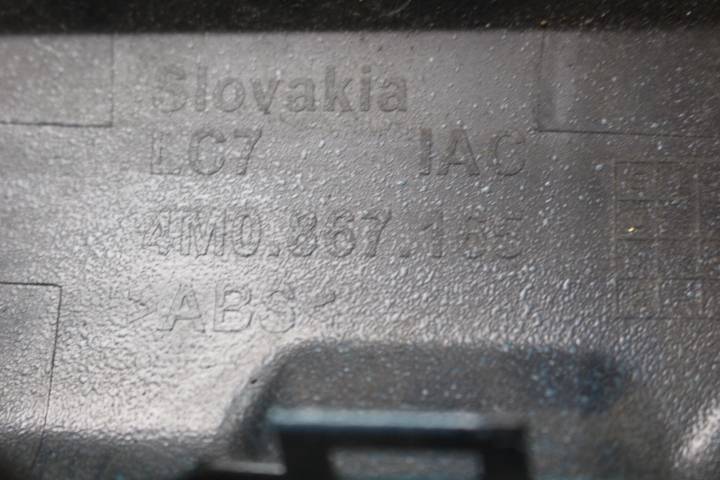 Slovakia
LC7 IAC
4M0.867.165
>ABS<